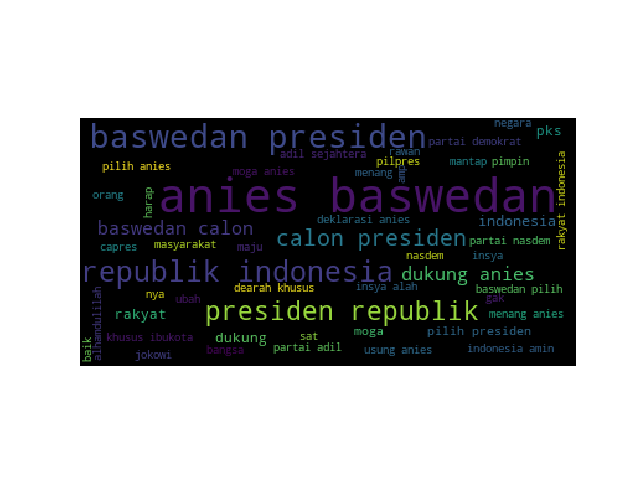 negara
baswedan presiden
pks
partai demokrat
adil sejahtera
rawan
pilih anies
moga anies
pilpres
menang
amp
mantap
pimpin
orang
harap
anies baswedan
rakyat indonesia
deklarasi anies
indonesia
baswedan calon
calon presiden
partai nasdem
capres
masyarakat
maju
nasdem
insya
republik indonesia
dukung anies
dearah khusus
insya alah
baswedan pilih
nya
ubah
gak
alhamdulilah
presiden republik
rakyat
menang anies
moga
pilih presiden
khusus ibukota
dukung
sat
baik
jokowi
bangsa
partai adil
usung anies
indonesia amin